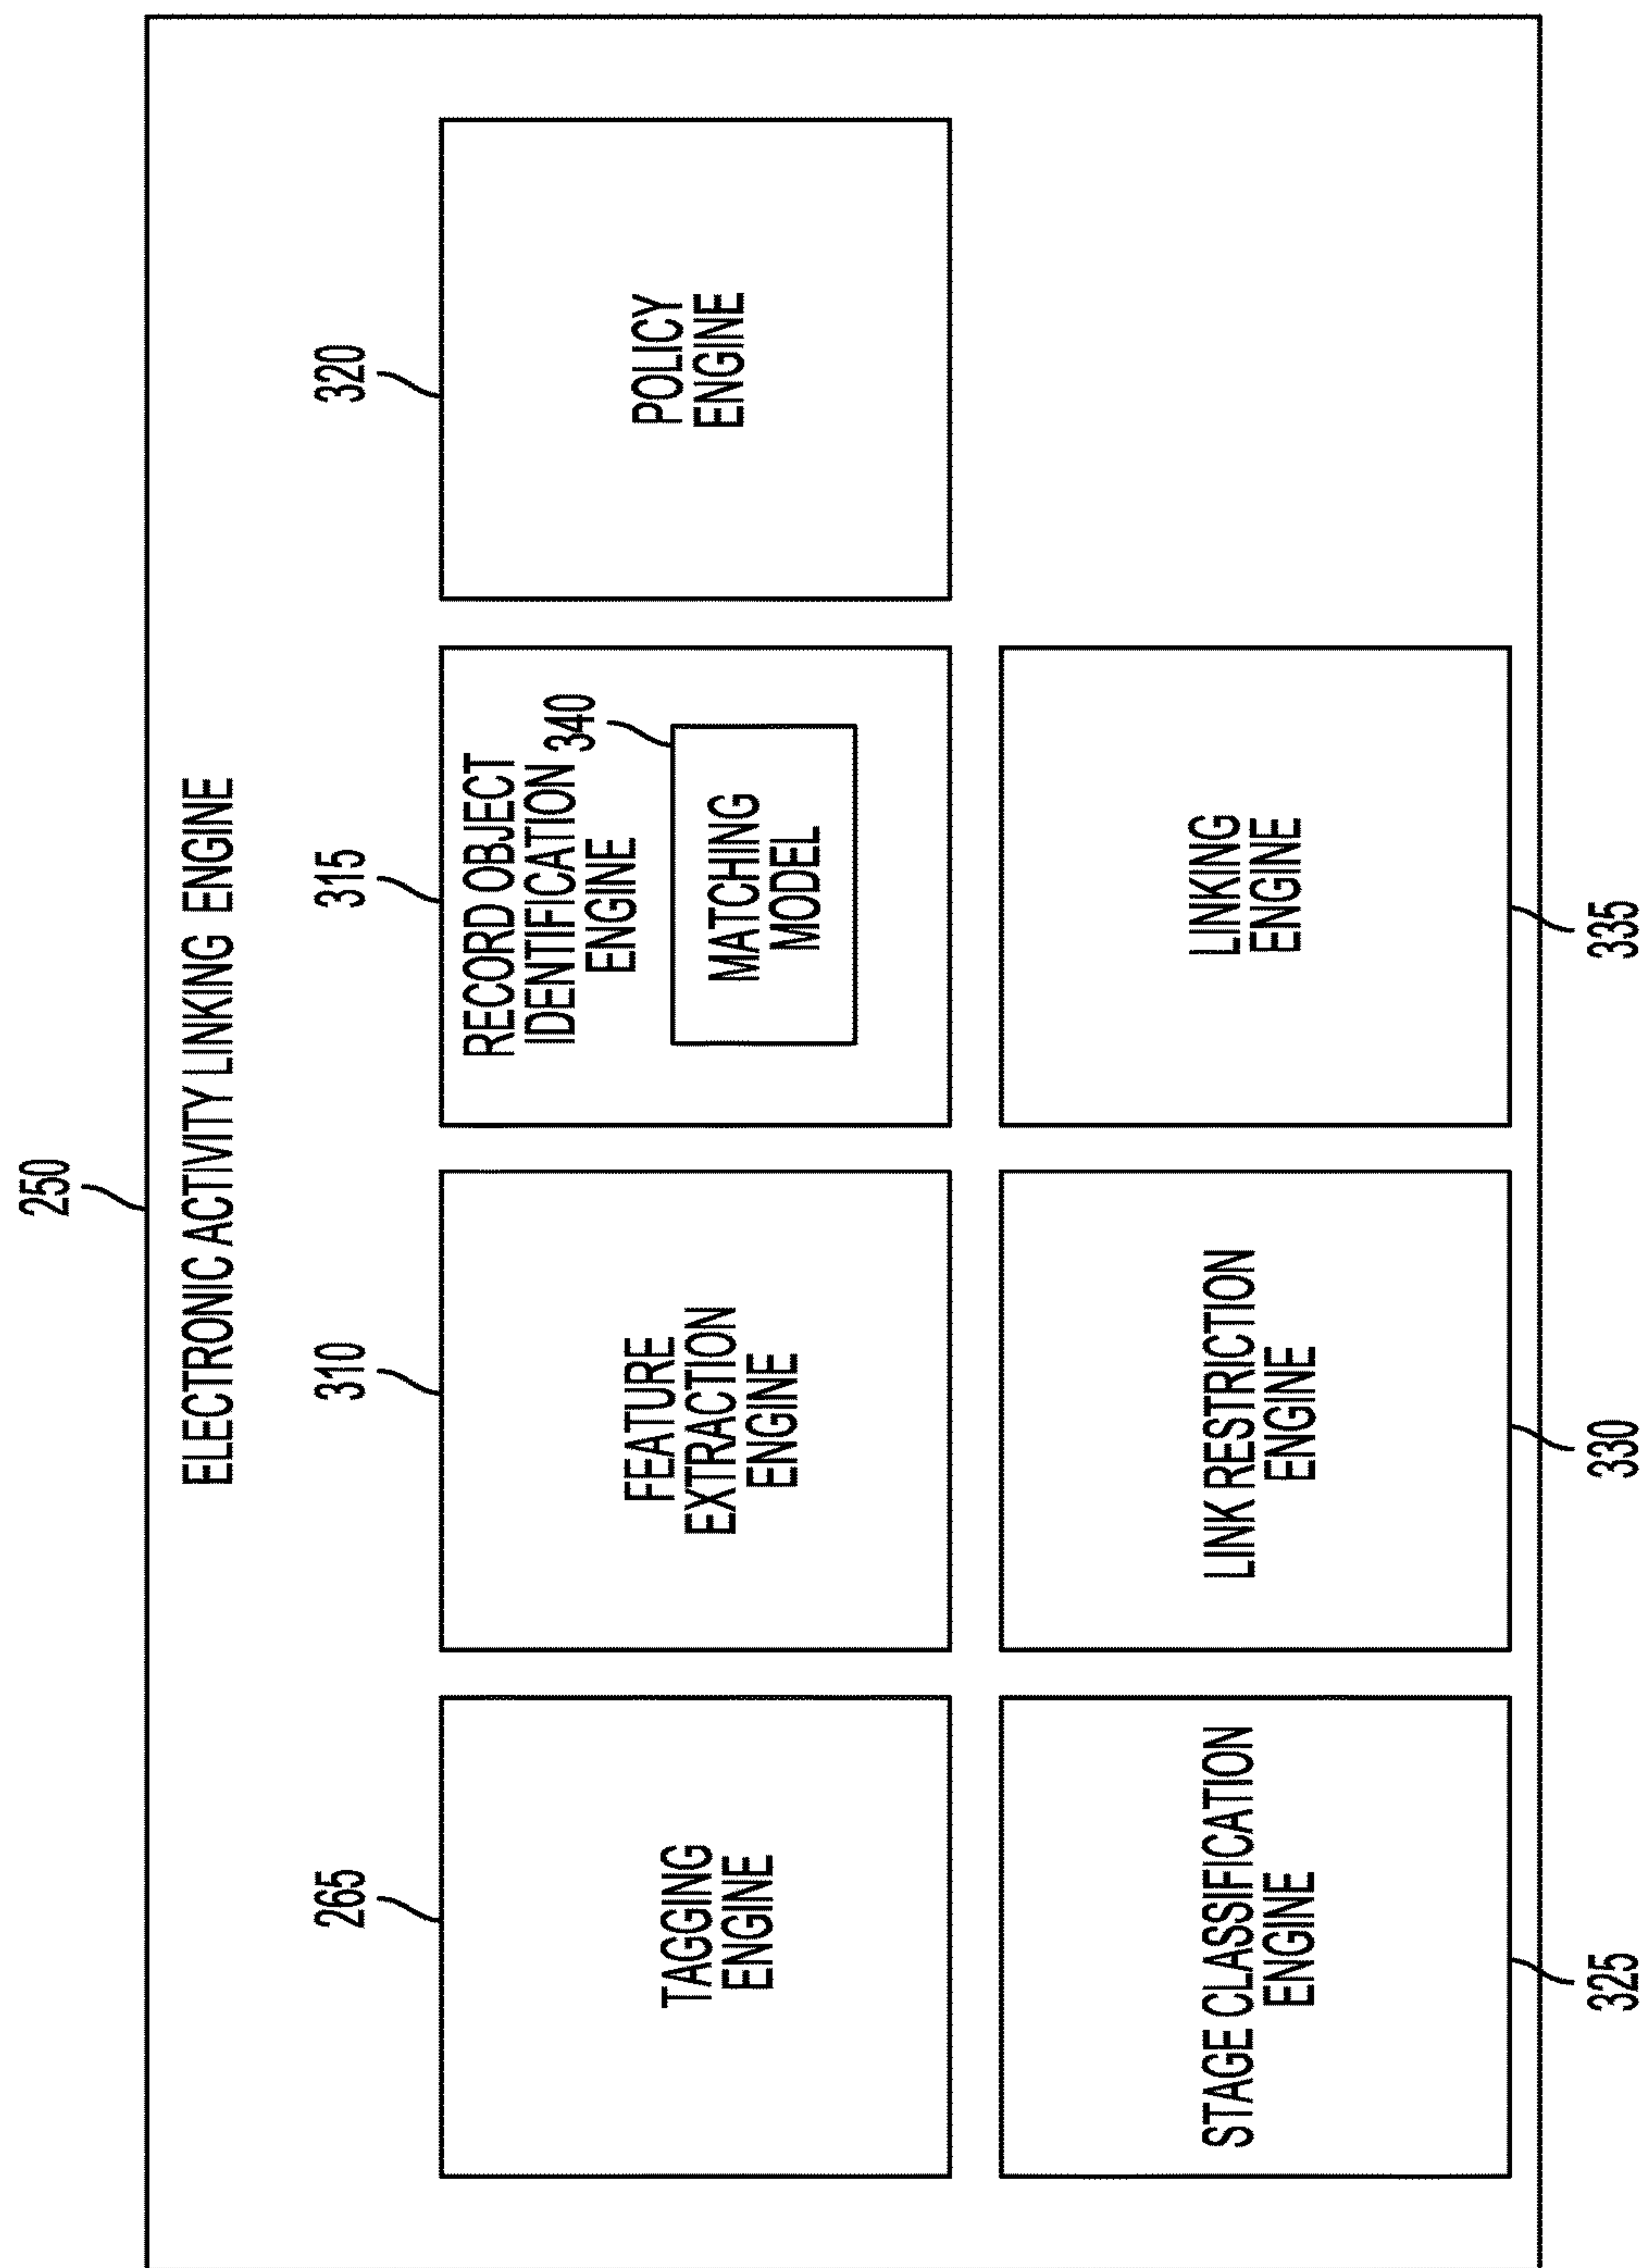 250
ELECTRONIC ACTIVITY LINKING ENGINE
265
310
315
320
TAGGING
ENGINE
FEATURE
EXTRACTION
ENGINE
RECORD OBJECT
IDENTIFICATION
ENGINE
340
MATCHING
MODEL
POLICY
ENGINE
STAGE CLASSIFICATION
ENGINE
LINK RESTRICTION
ENGINE
LINKING
ENGINE
325
330
335